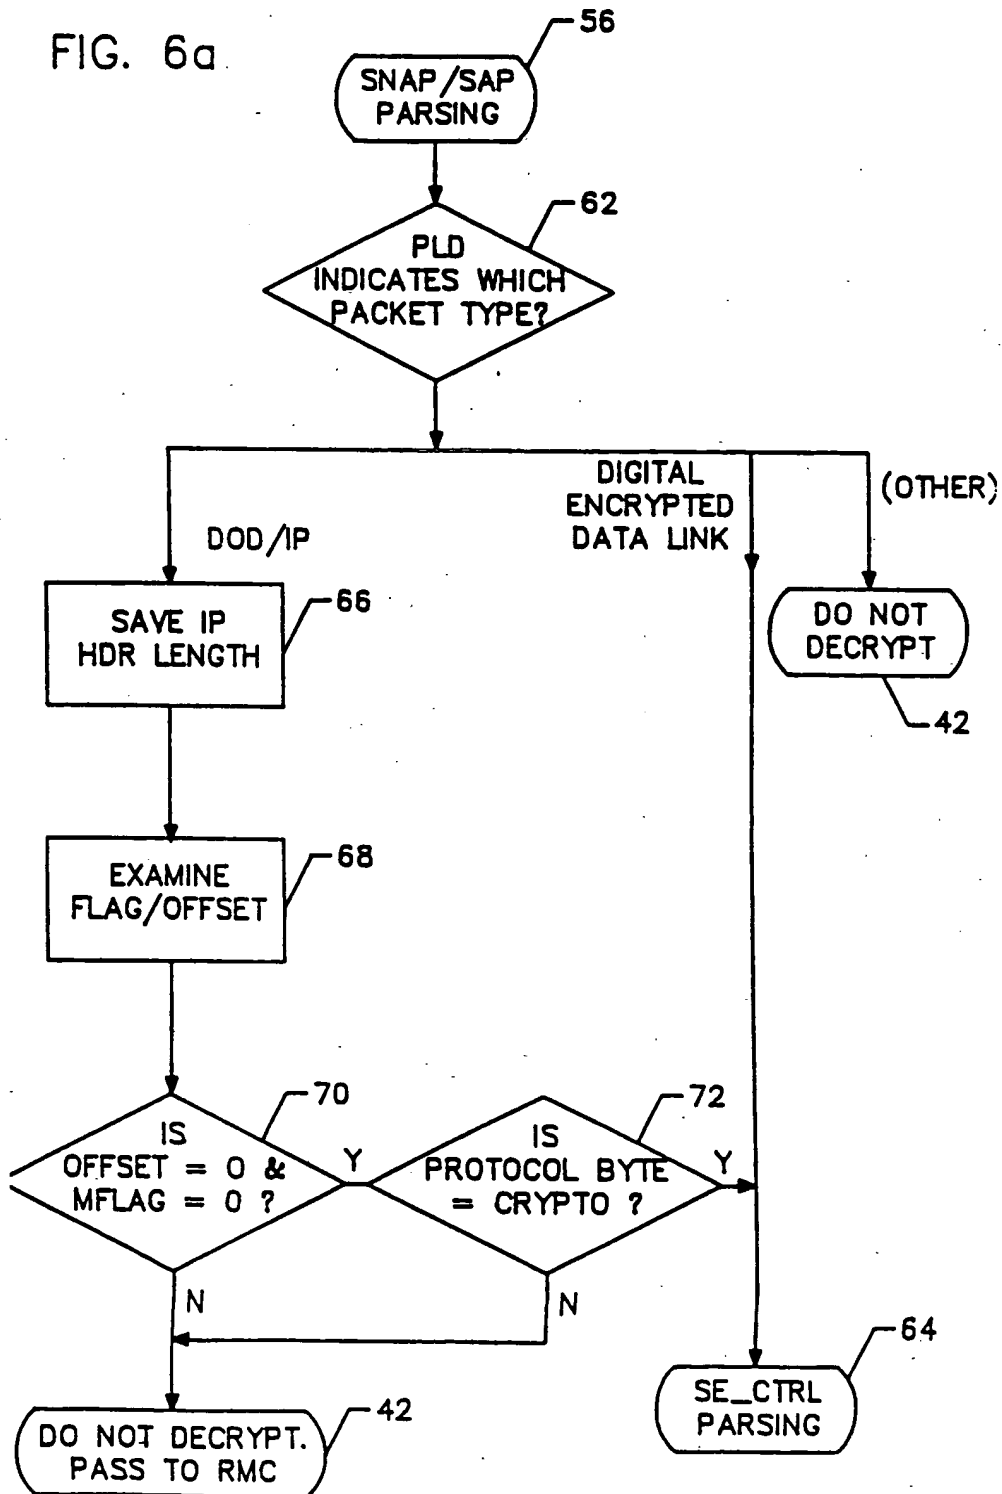 FIG. 6a
56
SNAP/SAP
PARSING
62
PLD
INDICATES WHICH
PACKET TYPE?
DIGITAL
ENCRYPTED
DATA LINK
(OTHER)
DOD/IP
66
SAVE IP
HDR LENGTH
DO NOT
DECRYPT
42
68
EXAMINE
FLAG/OFFSET
70
IS
OFFSET = 0 &
MFLAG = 0 ?
Y
72
IS
PROTOCOL BYTE
= CRYPTO ?
Y
N
N
64
SE_CTRL
PARSING
42
DO NOT DECRYPT.
PASS TO RMC